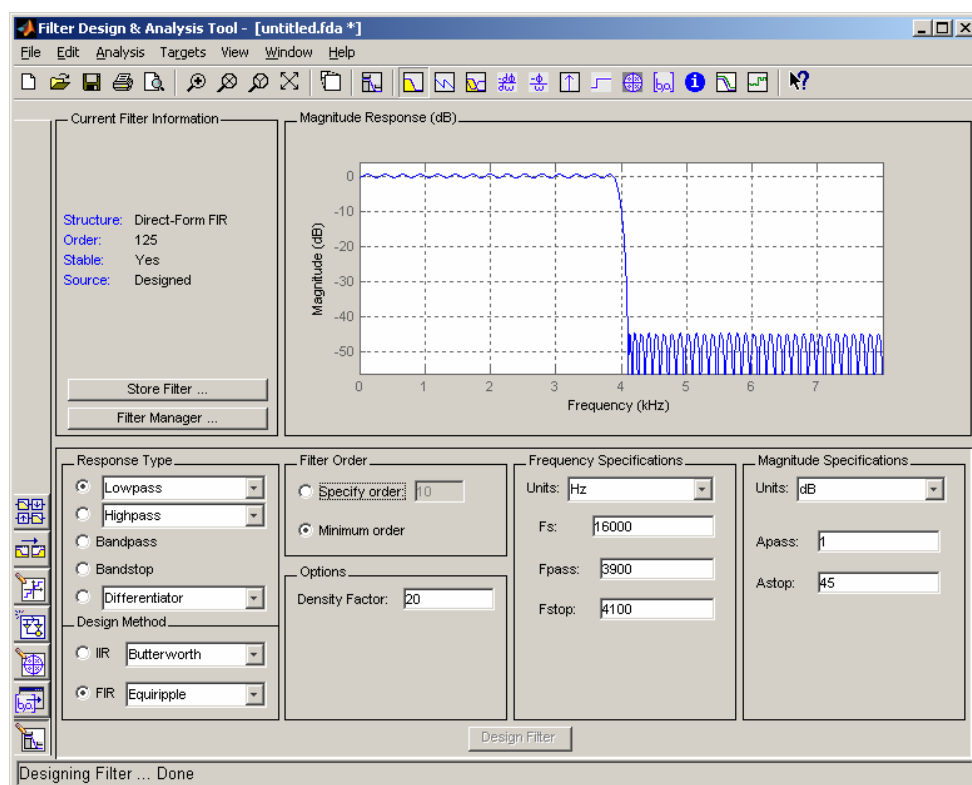 Filter Design & Analysis Tool - [untitled.fda *]
File Edit Analysis Targets View Window Help
Current Filter Information
Structure: Direct-Form FIR
Order: 125
Stable: Yes
Source: Designed
Store Filter ...
Filter Manager ...
Magnitude Response (dB)
Magnitude (dB)
0
-10
-20
-30
-40
-50
0 1 2 3 4 5 6 7
Frequency (kHz)
Response Type
Lowpass
Highpass
Bandpass
Bandstop
Differentiator
Design Method
IIR Butterworth
FIR Equiripple
Filter Order
Specify order: 10
Minimum order
Options
Density Factor: 20
Frequency Specifications
Units: Hz
Fs: 16000
Fpass: 3900
Fstop: 4100
Magnitude Specifications
Units: dB
Apass: 1
Astop: 45
Design Filter
Designing Filter ... Done